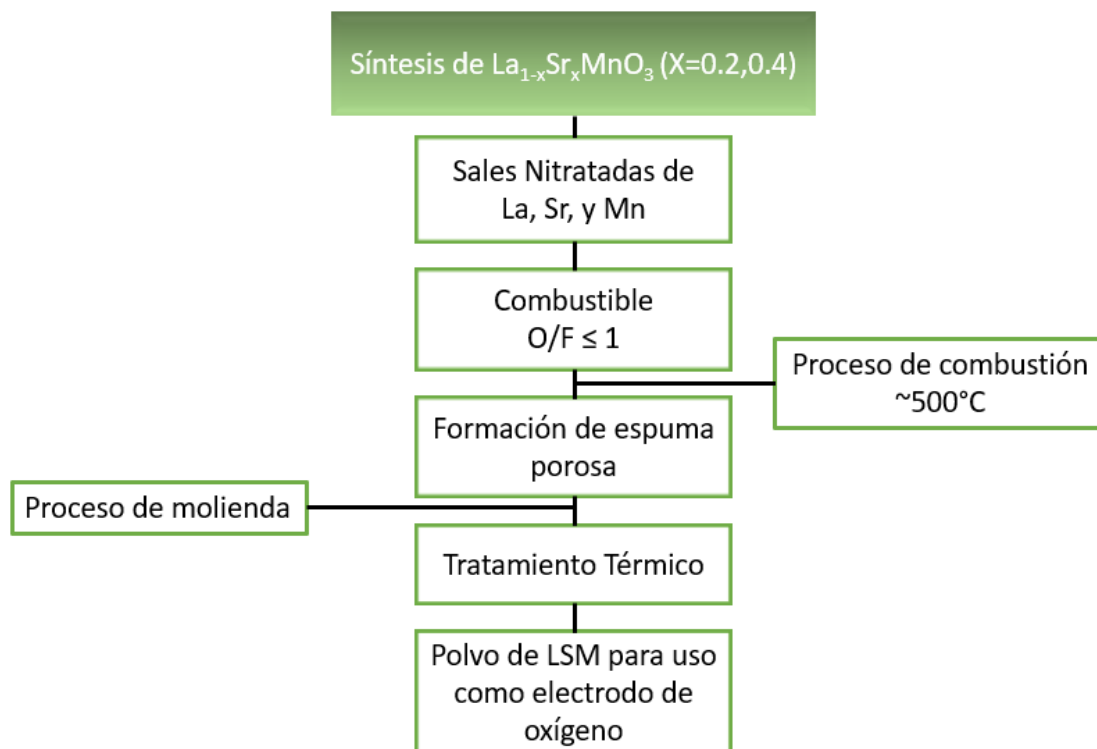 Síntesis de La₁₋ₓSrₓMnO₃ (X=0.2,0.4)
Sales Nitratadas de
La, Sr, y Mn
Combustible
O/F ≤ 1
Proceso de combustión
~500°C
Formación de espuma
porosa
Proceso de molienda
Tratamiento Térmico
Polvo de LSM para uso
como electrodo de
oxígeno